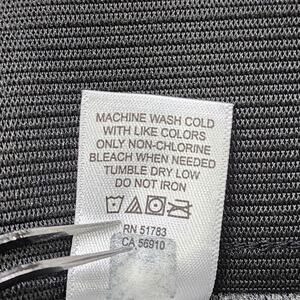 MACHINE WASH COLD
WITH LIKE COLORS
ONLY NON-CHLORINE
BLEACH WHEN NEEDED
TUMBLE DRY LOW
DO NOT IRON
RN 51783
CA 56910